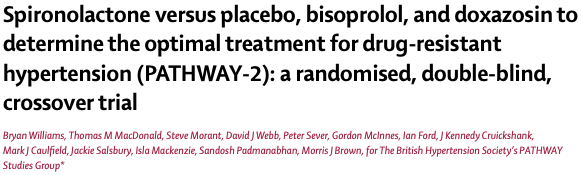 Spironolactone versus placebo, bisoprolol, and doxazosin to
determine the optimal treatment for drug-resistant
hypertension (PATHWAY-2): a randomised, double-blind,
crossover trial
Bryan Williams, Thomas M MacDonald, Steve Morant, David J Webb, Peter Sever, Gordon McInnes, Ian Ford, J Kennedy Cruickshank,
Mark J Caulfield, Jackie Salsbury, Isla Mackenzie, Sandosh Padmanabhan, Morris J Brown, for The British Hypertension Society's PATHWAY
Studies Group*